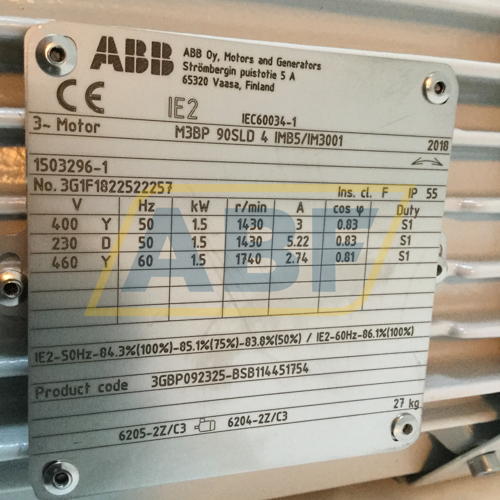 ABB
ABB Oy, Motors and Generators
Strömbergin puistotie 5 A
65320 Vaasa, Finland
CE IE2 IEC60034-1
3~ Motor M3BP 90SLD 4 IMB5/IM3001 2018
1503296-1
No. 3G1F1822522257 Ins. cl. F IP 55
V Hz kW r/min A cos φ Duty
400 Y 50 1.5 1430 3 0.83 S1
230 D 50 1.5 1430 5.22 0.83 S1
460 Y 60 1.5 1740 2.74 0.81 S1
ABF
IE2-50Hz-84.3%(100%)-85.1%(75%)-83.8%(50%) / IE2-60Hz-86.1%(100%)
Product code 3GBP092325-BSB114451754
27 kg
6205-2Z/C3 6204-2Z/C3